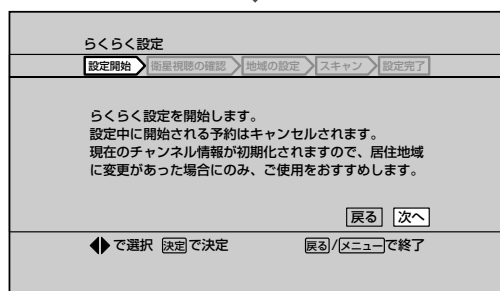 らくらく設定
設定開始 衛星視聴の確認 地域の設定 スキャン 設定完了
らくらく設定を開始します。
設定中に開始される予約はキャンセルされます。
現在のチャンネル情報が初期化されますので、居住地域
に変更があった場合にのみ、ご使用をおすすめします。
戻る 次へ
で選択 決定で決定 戻る/メニューで終了